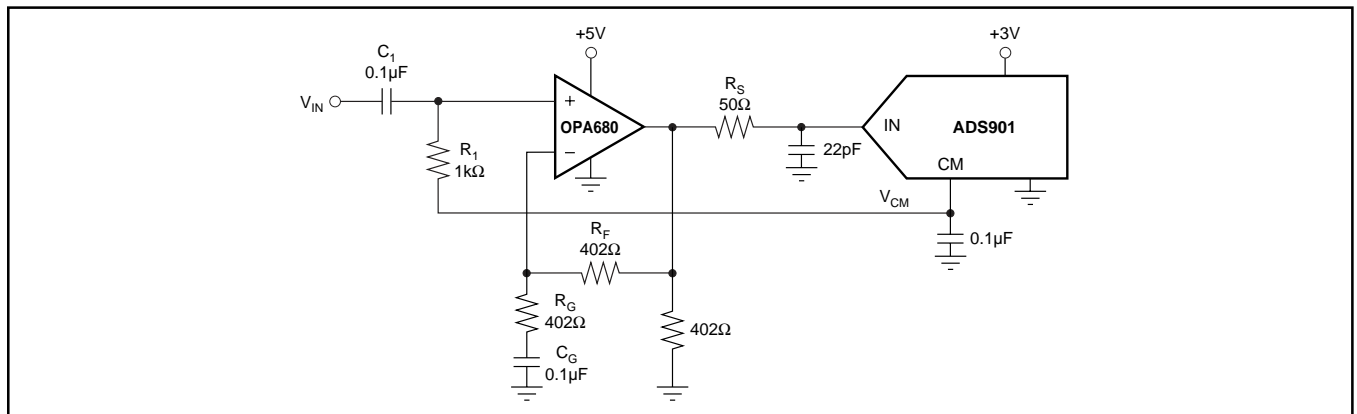 +5V
+3V
C1
0.1µF
RS
50Ω
VIN
+
OPA680
–
IN
ADS901
22pF
CM
R1
1kΩ
VCM
0.1µF
RF
402Ω
RG
402Ω
402Ω
CG
0.1µF